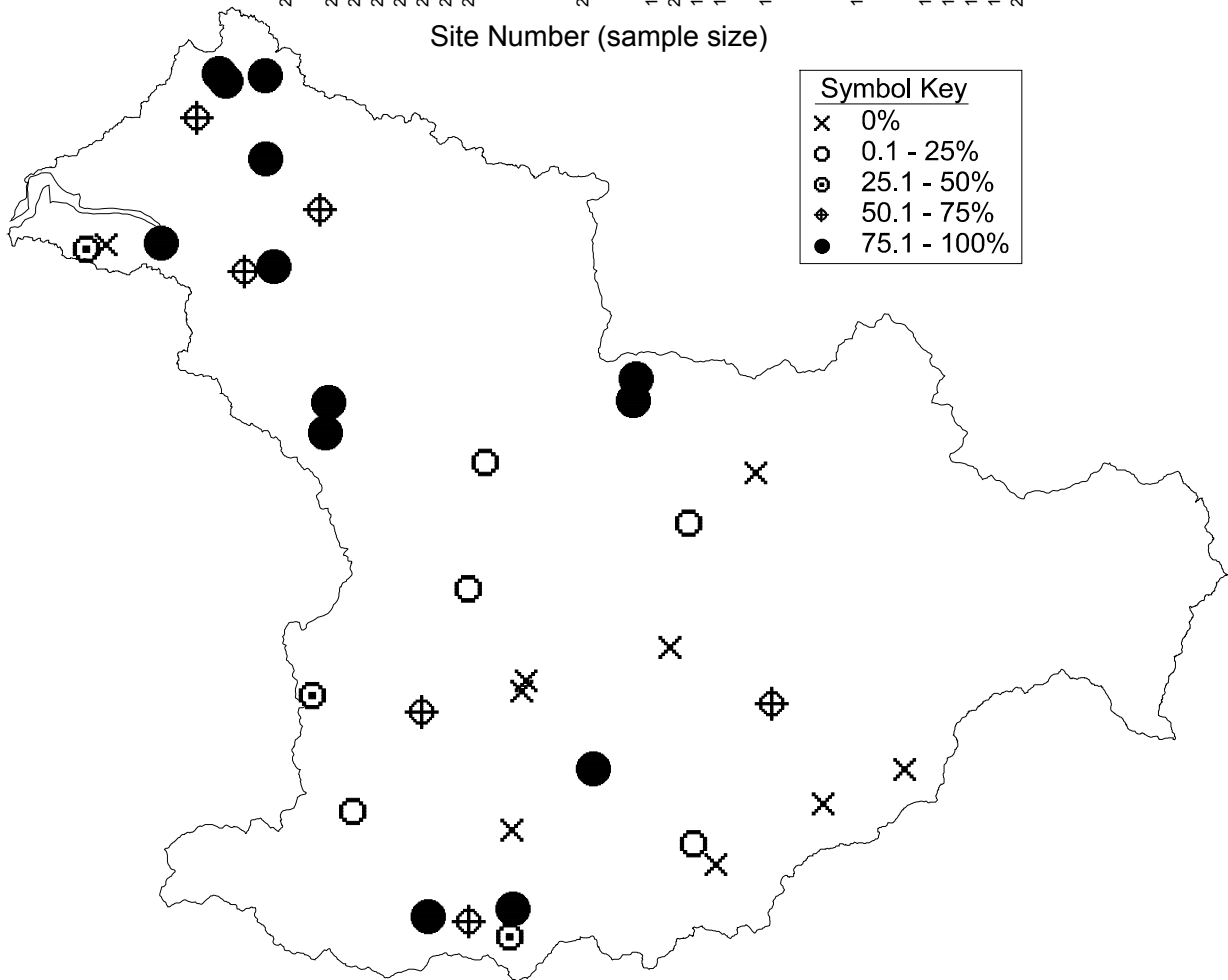 Site Number (sample size)
Symbol Key
0%
0.1 - 25%
25.1 - 50%
50.1 - 75%
75.1 - 100%